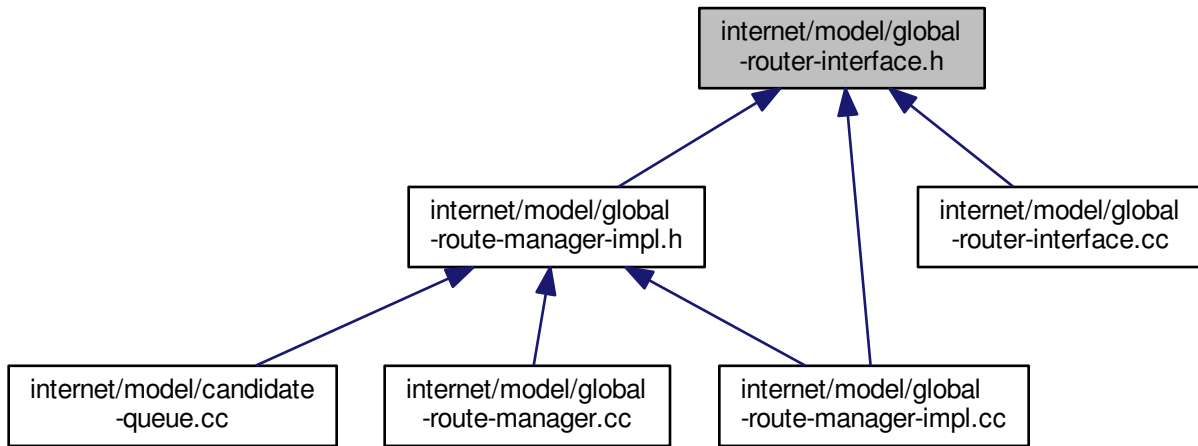 internet/model/global
-router-interface.h
internet/model/global
-route-manager-impl.h
internet/model/global
-router-interface.cc
internet/model/candidate
-queue.cc
internet/model/global
-route-manager.cc
internet/model/global
-route-manager-impl.cc